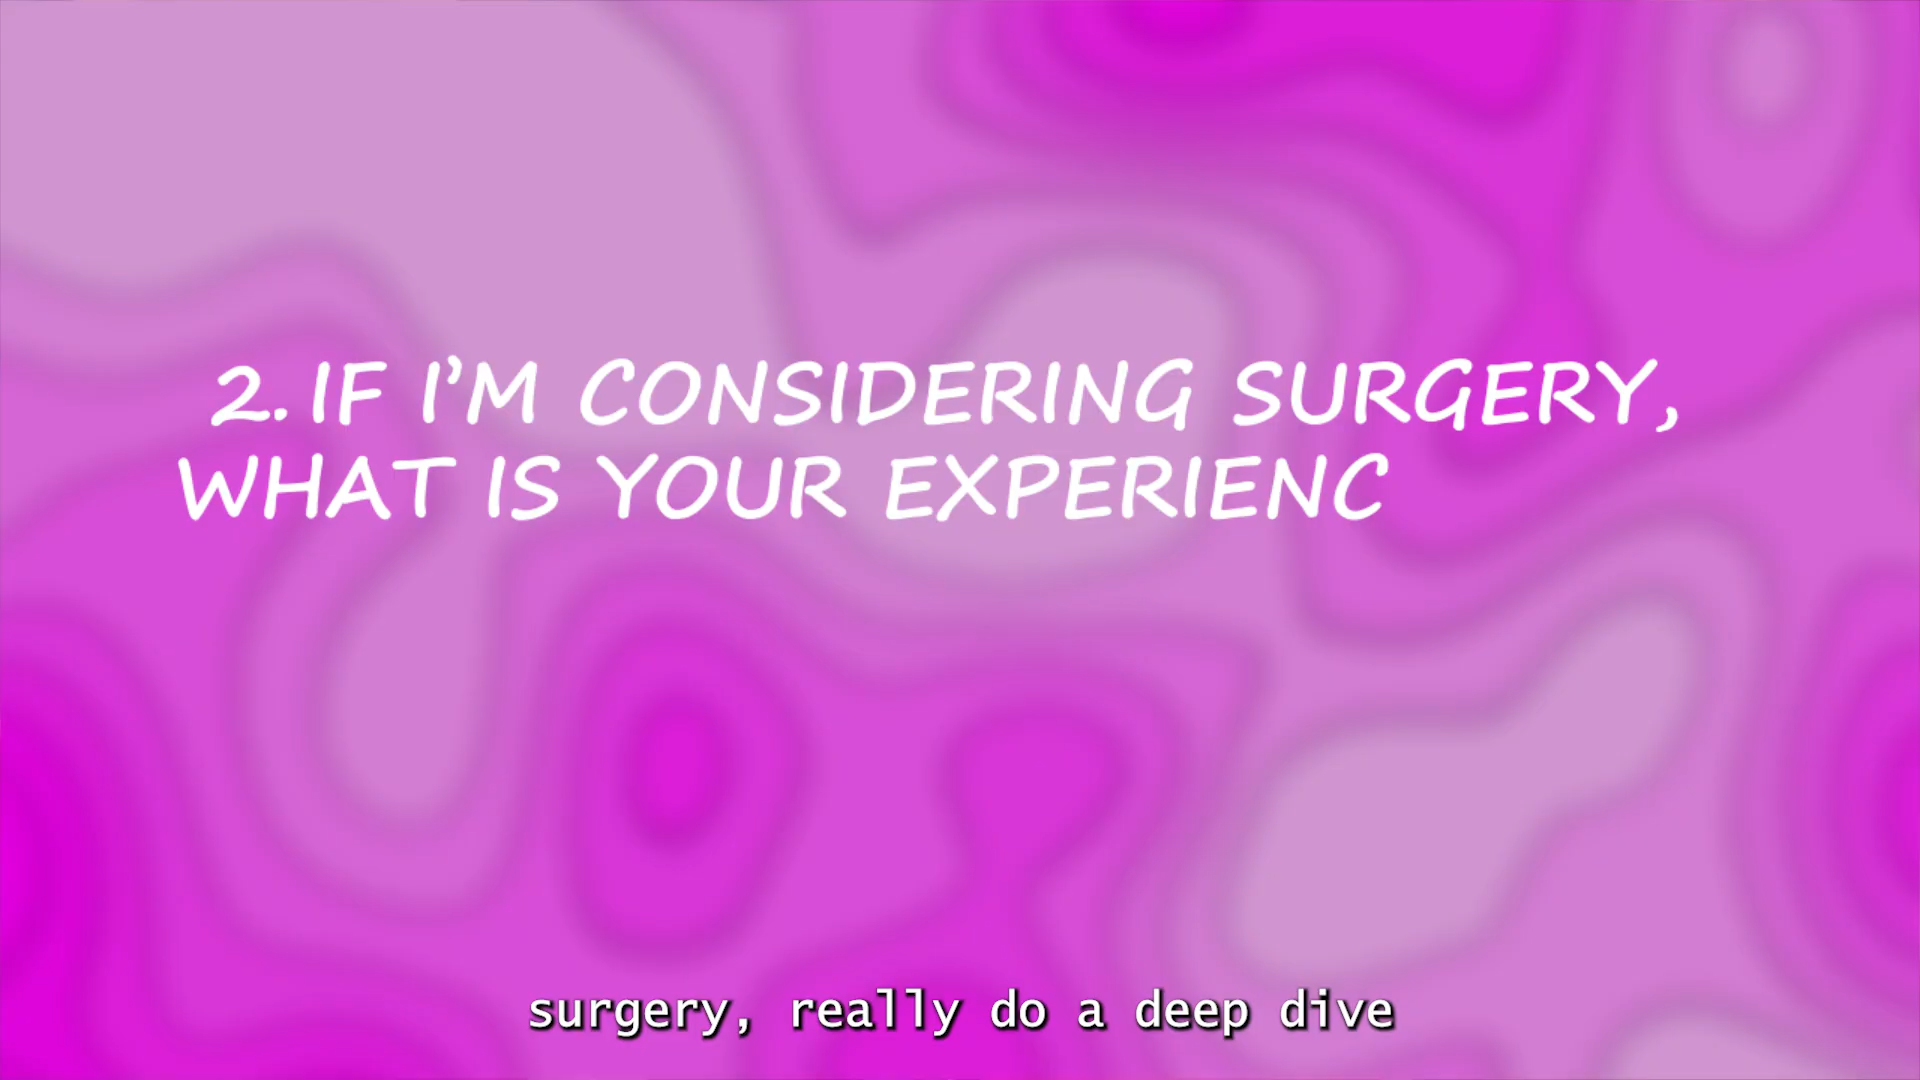 2. IF I’M CONSIDERING SURGERY,
WHAT IS YOUR EXPERIENC
surgery, really do a deep dive